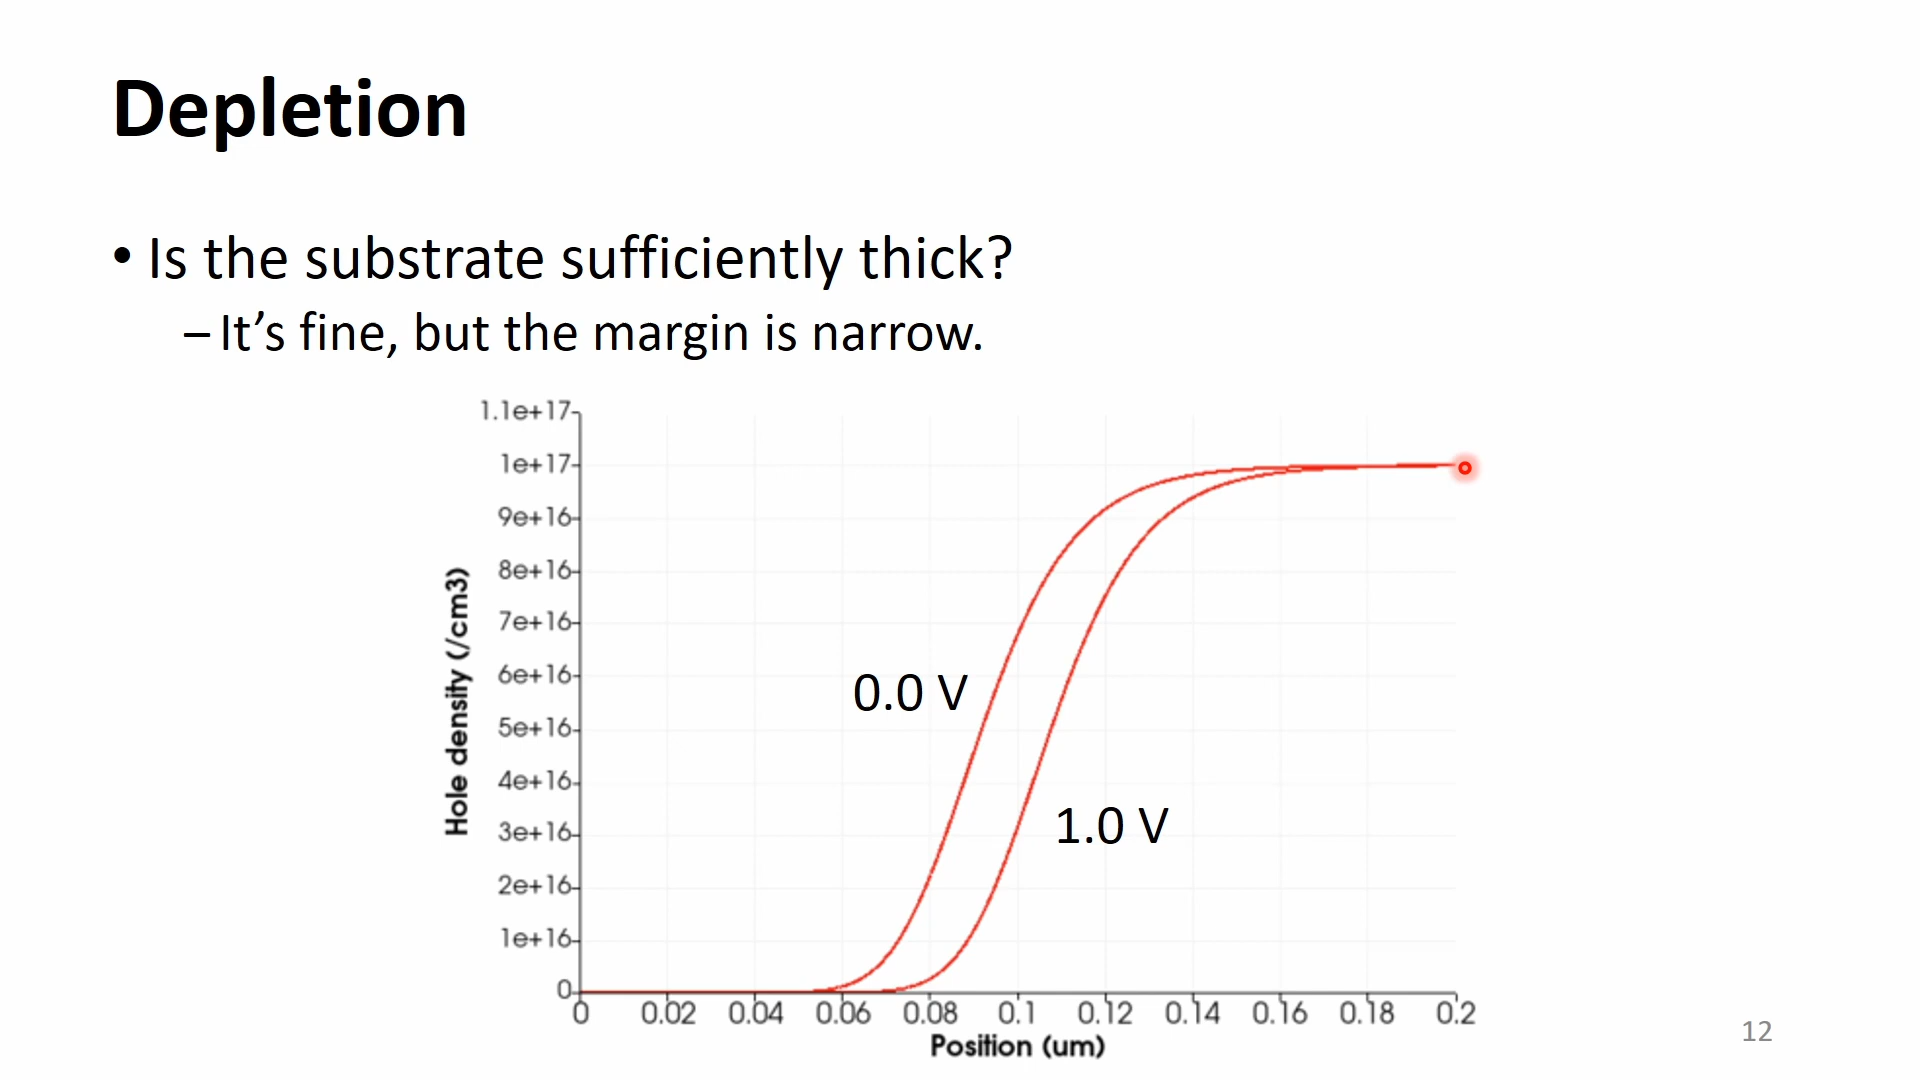 Depletion
• Is the substrate sufficiently thick?
– It’s fine, but the margin is narrow.
1.1e+17
1e+17
9e+16
8e+16
7e+16
6e+16
5e+16
4e+16
3e+16
2e+16
1e+16
0
Hole density (/cm3)
0.0 V
1.0 V
0 0.02 0.04 0.06 0.08 0.1 0.12 0.14 0.16 0.18 0.2
Position (um)
12